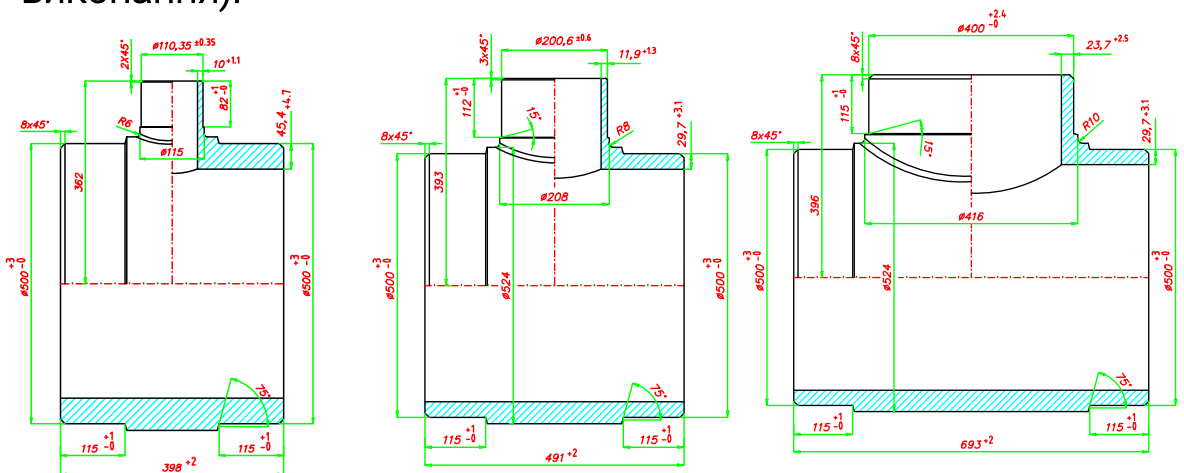 виконання).
2x45°
ø110,35 ±0.35
10 +1.1
82 +1 -0
45,4 +4.7
8x45°
R6
ø115
362
ø500 +3 -0
ø500 +3 -0
75°
115 +1 -0
115 +1 -0
398 +2
3x45°
ø200,6 ±0.6
11,9 +1.3
112 +1 -0
15°
R8
29,7 +3.1
8x45°
393
ø208
ø500 +3 -0
ø524
ø500 +3 -0
75°
115 +1 -0
115 +1 -0
491 +2
8x45°
ø400 +2.4 -0
23,7 +2.5
115 +1 -0
15°
R10
29,7 +3.1
8x45°
396
ø416
ø500 +3 -0
ø524
ø500 +3 -0
75°
115 +1 -0
115 +1 -0
693 +2